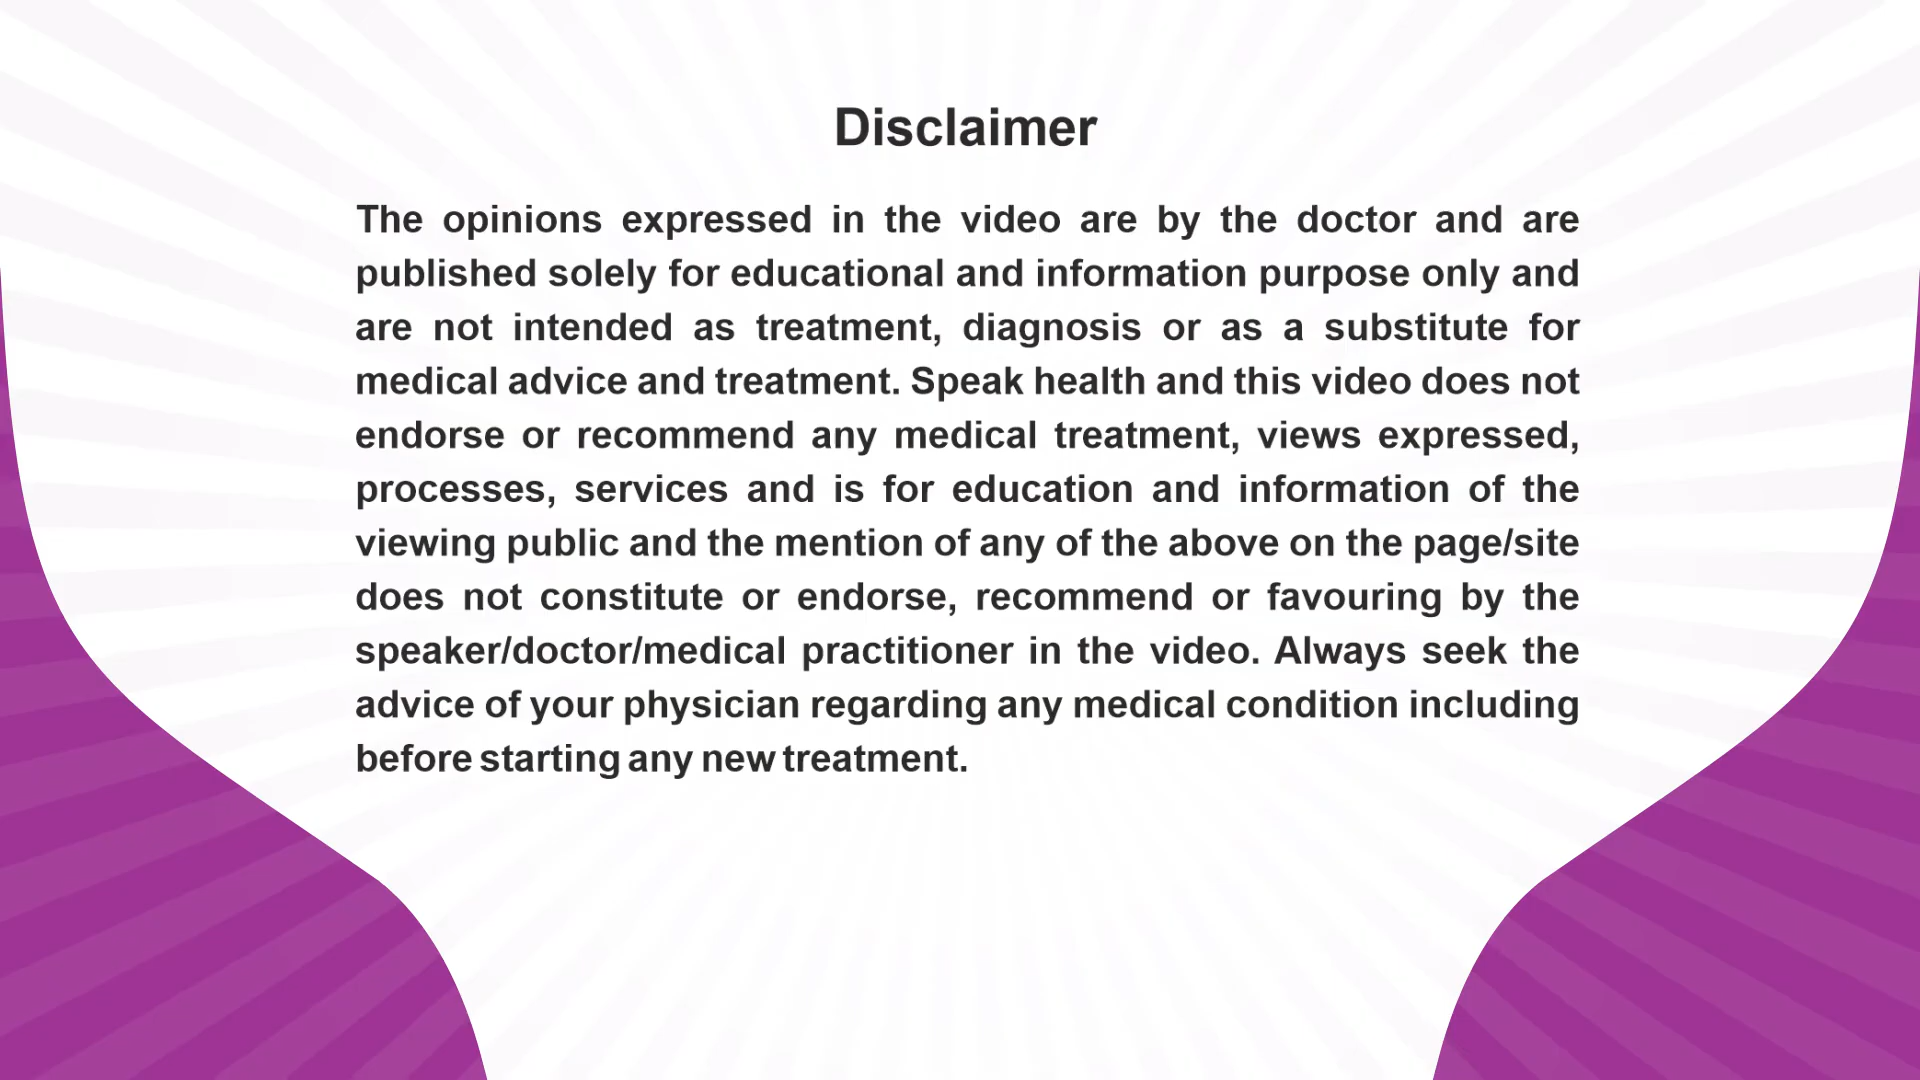 Disclaimer
The opinions expressed in the video are by the doctor and are
published solely for educational and information purpose only and
are not intended as treatment, diagnosis or as a substitute for
medical advice and treatment. Speak health and this video does not
endorse or recommend any medical treatment, views expressed,
processes, services and is for education and information of the
viewing public and the mention of any of the above on the page/site
does not constitute or endorse, recommend or favouring by the
speaker/doctor/medical practitioner in the video. Always seek the
advice of your physician regarding any medical condition including
before starting any new treatment.